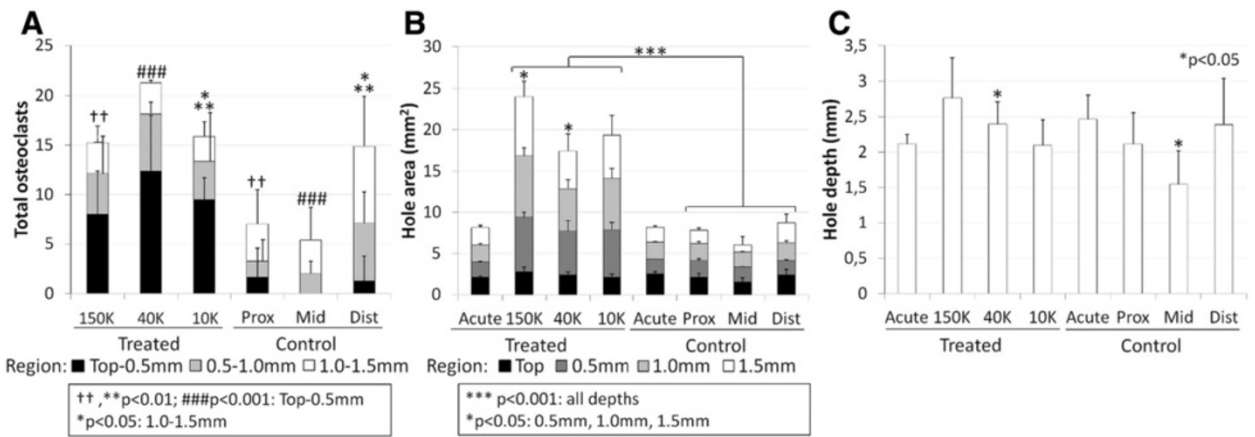 A
Total osteoclasts
25
20
15
10
5
0
††
###
*
**
††
###
*
**
150K 40K 10K Prox Mid Dist
Treated Control
Region: Top-0.5mm 0.5-1.0mm 1.0-1.5mm
†† ,**p<0.01; ###p<0.001: Top-0.5mm
*p<0.05: 1.0-1.5mm
B
Hole area (mm²)
30
25
20
15
10
5
0
***
*
*
Acute 150K 40K 10K Acute Prox Mid Dist
Treated Control
Region: Top 0.5mm 1.0mm 1.5mm
*** p<0.001: all depths
*p<0.05: 0.5mm, 1.0mm, 1.5mm
C
Hole depth (mm)
3,5
3
2,5
2
1,5
1
0,5
0
*p<0.05
*
*
Acute 150K 40K 10K Acute Prox Mid Dist
Treated Control